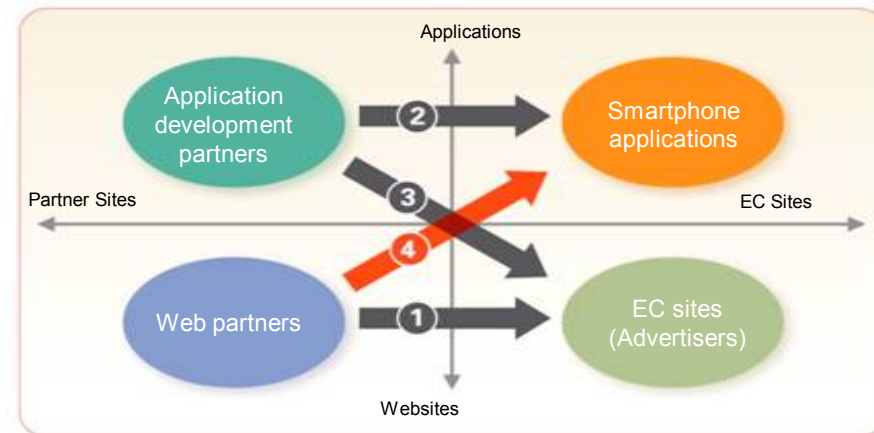 Applications
Application
development
partners
2
Smartphone
applications
3
Partner Sites
EC Sites
4
Web partners
1
EC sites
(Advertisers)
Websites